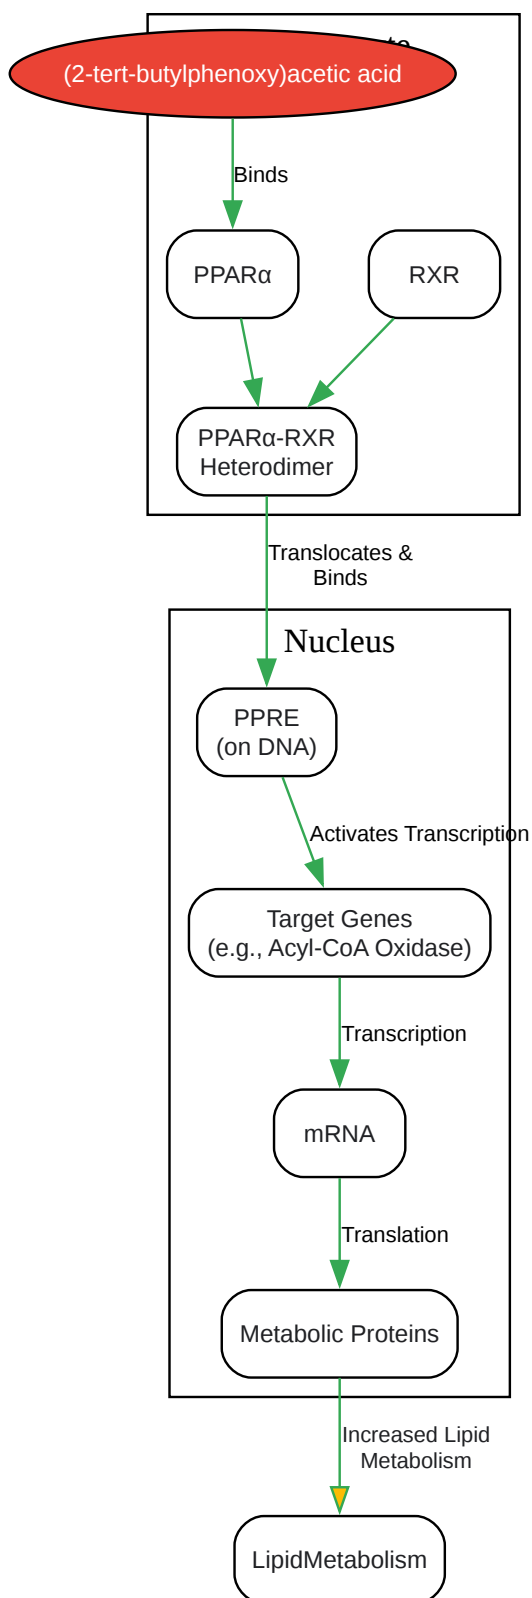 (2-tert-butylphenoxy)acetic acid
Binds
PPARα
RXR
PPARα-RXR
Heterodimer
Translocates &
Binds
Nucleus
PPRE
(on DNA)
Activates Transcription
Target Genes
(e.g., Acyl-CoA Oxidase)
Transcription
mRNA
Translation
Metabolic Proteins
Increased Lipid
Metabolism
LipidMetabolism